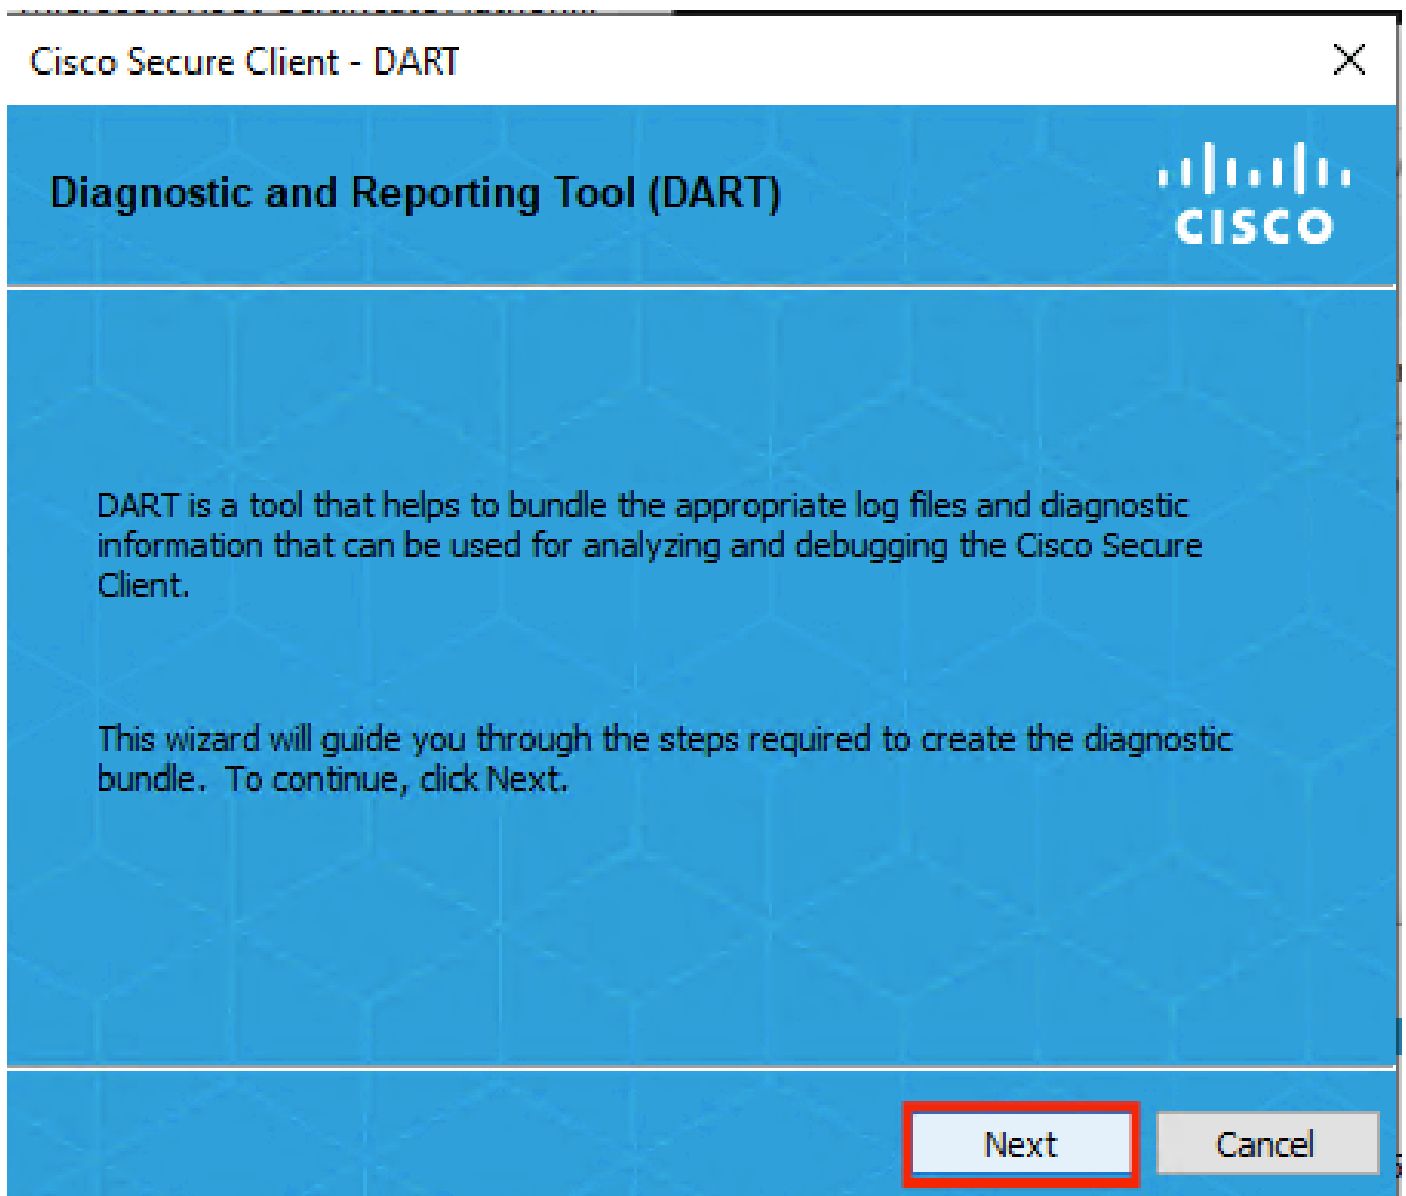 Cisco Secure Client - DART
Diagnostic and Reporting Tool (DART)
CISCO
DART is a tool that helps to bundle the appropriate log files and diagnostic
information that can be used for analyzing and debugging the Cisco Secure
Client.
This wizard will guide you through the steps required to create the diagnostic
bundle.  To continue, click Next.
Next
Cancel